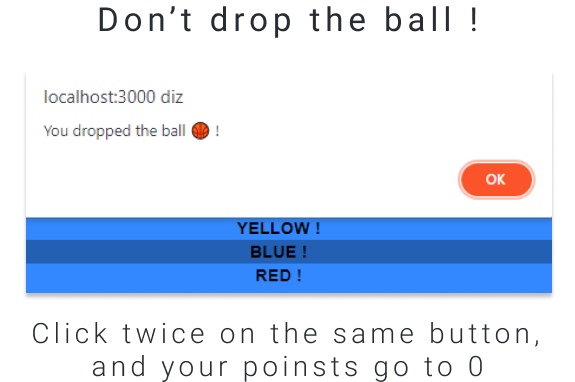 Don’t drop the ball !
localhost:3000 diz
You dropped the ball 🏀 !
OK
YELLOW !
BLUE !
RED !
Click twice on the same button,
and your poinsts go to 0